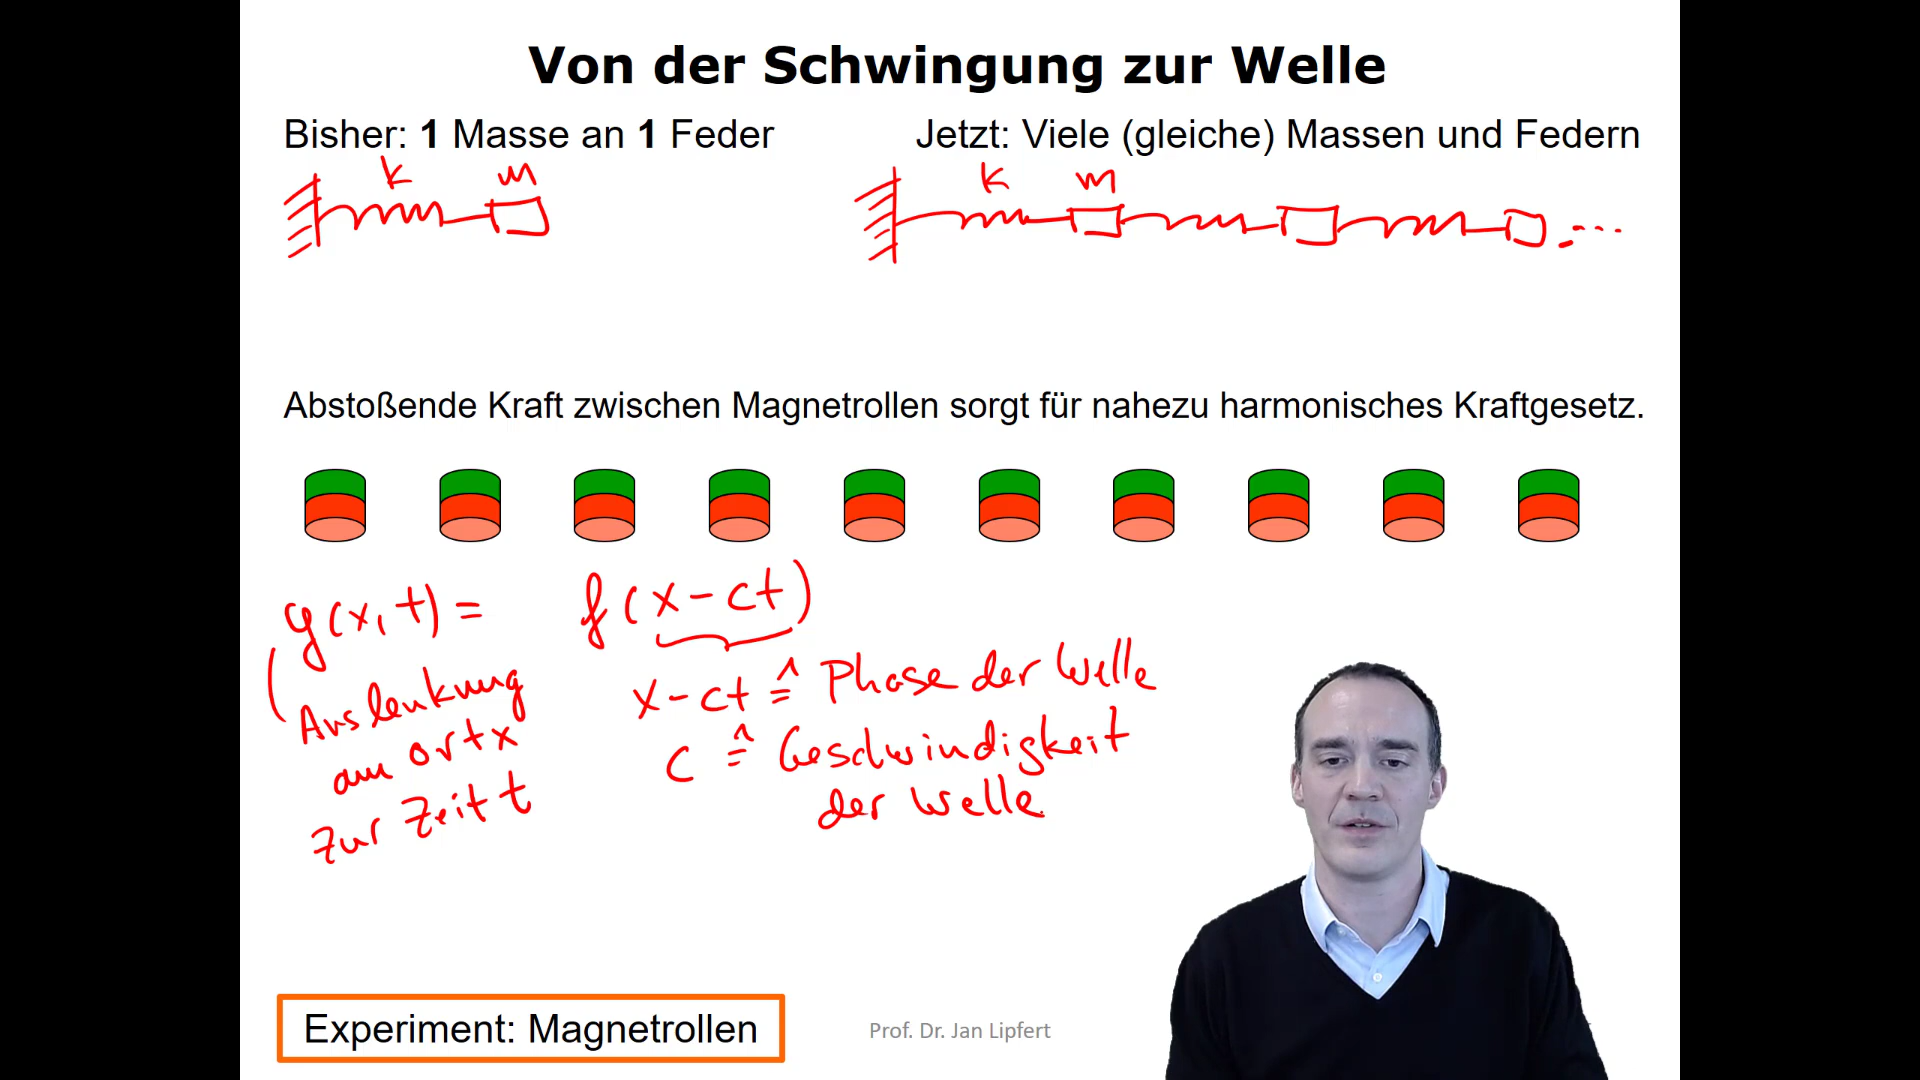 Von der Schwingung zur Welle
Bisher: 1 Masse an 1 Feder
Jetzt: Viele (gleiche) Massen und Federn
k m
k m
Abstoßende Kraft zwischen Magnetrollen sorgt für nahezu harmonisches Kraftgesetz.
y(x,t) = f(x-ct)
Auslenkung
am Ort x
zur Zeit t
x-ct ≙ Phase der Welle
c ≙ Geschwindigkeit
der Welle
Experiment: Magnetrollen
Prof. Dr. Jan Lipfert